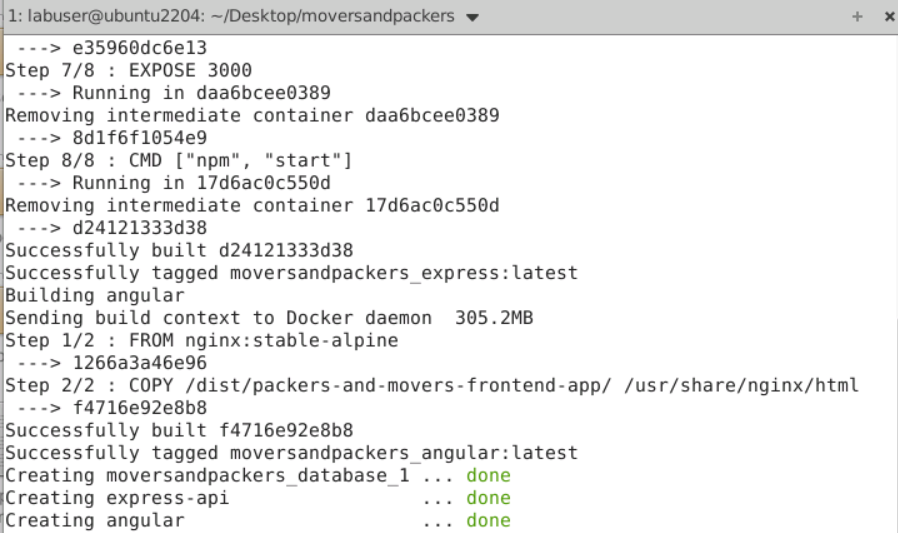 1: labuser@ubuntu2204: ~/Desktop/moversandpackers
---> e35960dc6e13
Step 7/8 : EXPOSE 3000
---> Running in daa6bcee0389
Removing intermediate container daa6bcee0389
---> 8d1f6f1054e9
Step 8/8 : CMD ["npm", "start"]
---> Running in 17d6ac0c550d
Removing intermediate container 17d6ac0c550d
---> d24121333d38
Successfully built d24121333d38
Successfully tagged moversandpackers_express:latest
Building angular
Sending build context to Docker daemon  305.2MB
Step 1/2 : FROM nginx:stable-alpine
---> 1266a3a46e96
Step 2/2 : COPY /dist/packers-and-movers-frontend-app/ /usr/share/nginx/html
---> f4716e92e8b8
Successfully built f4716e92e8b8
Successfully tagged moversandpackers_angular:latest
Creating moversandpackers_database_1 ... done
Creating express-api                 ... done
Creating angular                     ... done